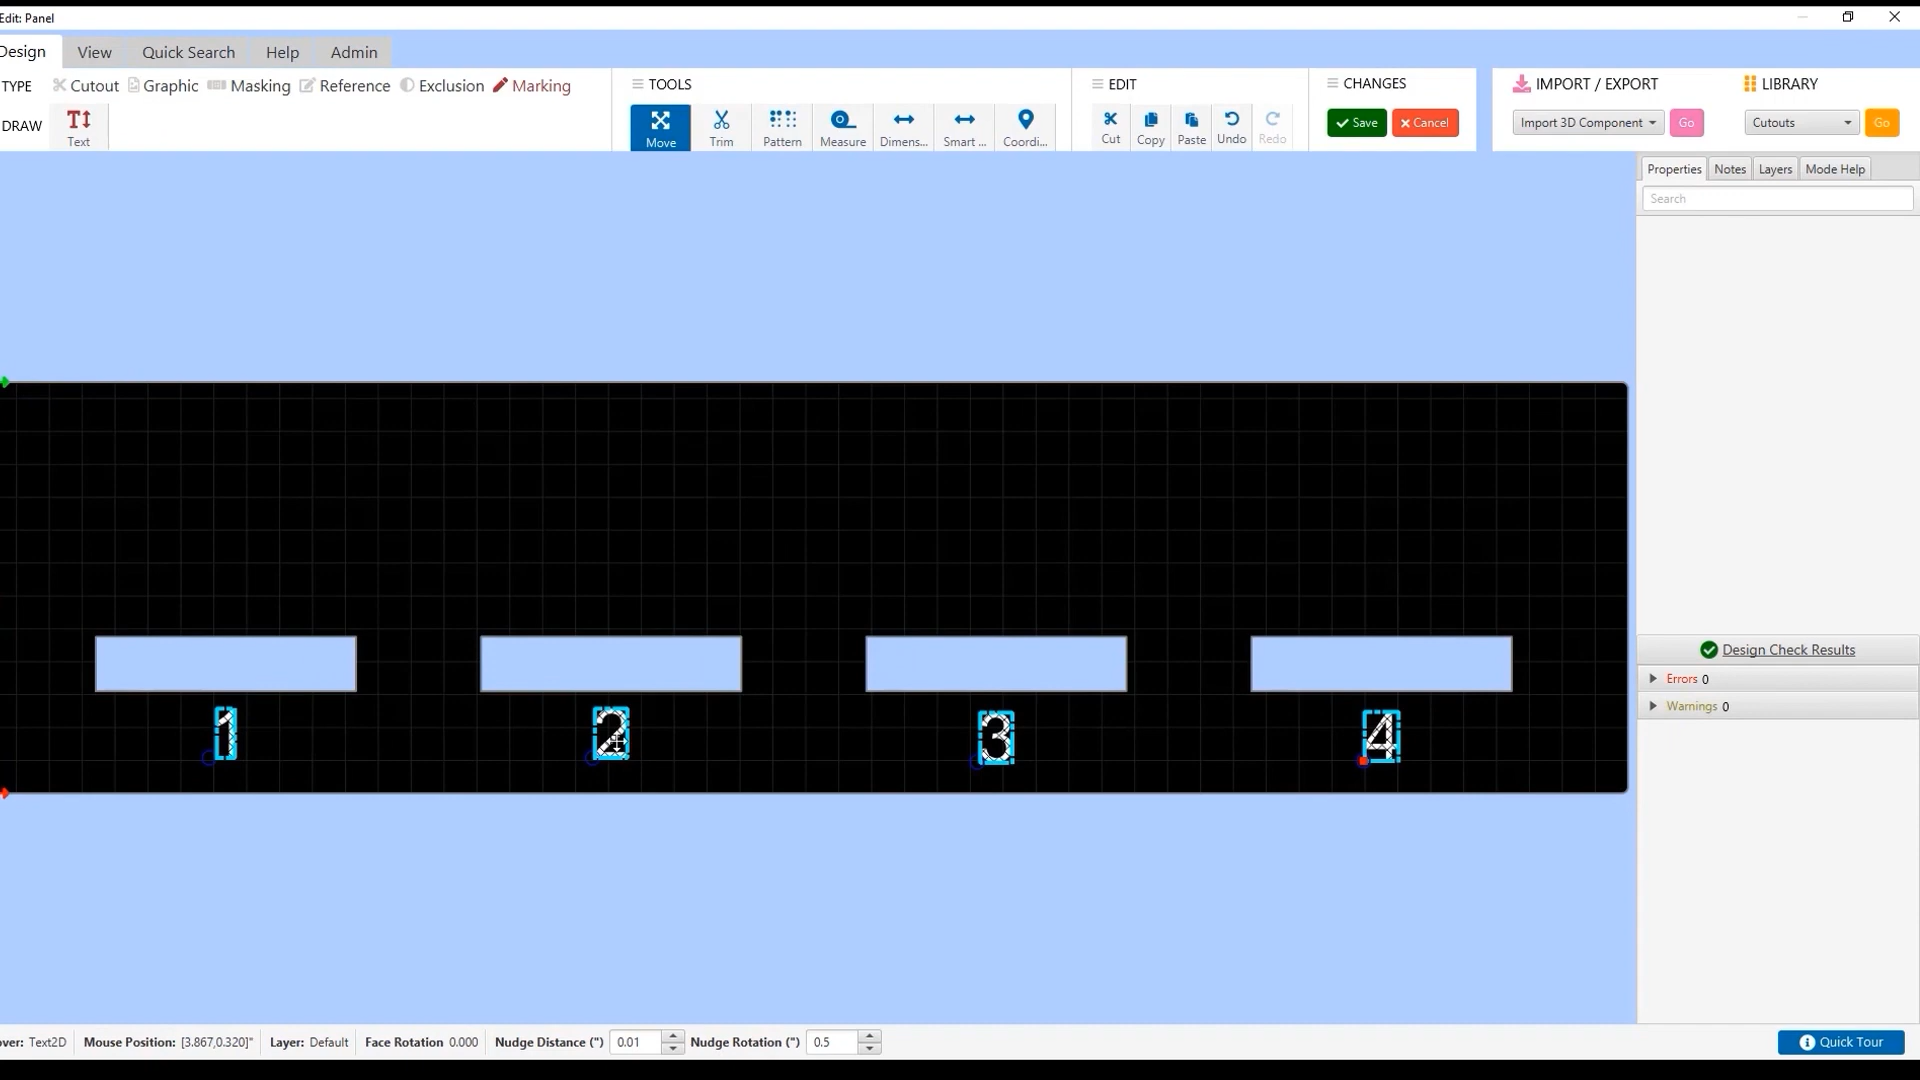 Edit: Panel
Design View Quick Search Help Admin
TYPE Cutout Graphic Masking Reference Exclusion Marking
TOOLS EDIT CHANGES IMPORT / EXPORT LIBRARY
DRAW Text
Move Trim Pattern Measure Dimens... Smart ... Coordi...
Cut Copy Paste Undo Redo
Save Cancel
Import 3D Component Go
Cutouts Go
Properties Notes Layers Mode Help
Search
Design Check Results
Errors 0
Warnings 0
1 2 3 4
over: Text2D Mouse Position: [3.867,0.320]" Layer: Default Face Rotation 0.000 Nudge Distance (") 0.01 Nudge Rotation (°) 0.5
Quick Tour